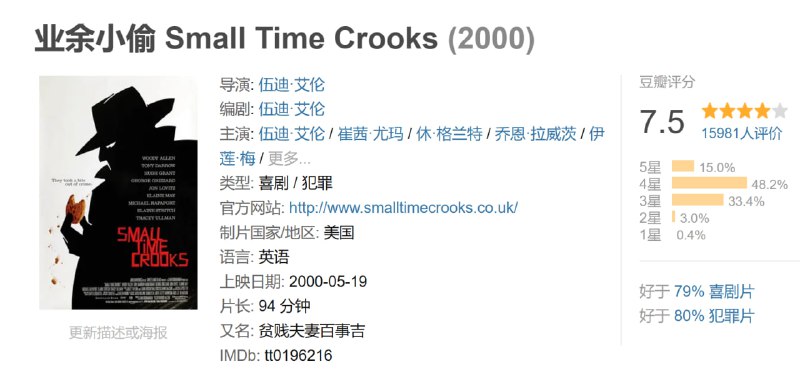 业余小偷 Small Time Crooks (2000)
They took a bite
out of crime.
WOODY ALLEN
TONY DARROW
HUGH GRANT
GEORGE GRIZZARD
JON LOVITZ
ELAINE MAY
MICHAEL RAPAPORT
ELAINE STRITCH
TRACEY ULLMAN
SMALL
TIME
CROOKS
更新描述或海报
导演: 伍迪·艾伦
编剧: 伍迪·艾伦
主演: 伍迪·艾伦 / 崔茜·尤玛 / 休·格兰特 / 乔恩·拉威茨 / 伊
莲·梅 / 更多...
类型: 喜剧 / 犯罪
官方网站: http://www.smalltimecrooks.co.uk/
制片国家/地区: 美国
语言: 英语
上映日期: 2000-05-19
片长: 94 分钟
又名: 贫贱夫妻百事吉
IMDb: tt0196216
豆瓣评分
7.5
15981人评价
5星 15.0%
4星 48.2%
3星 33.4%
2星 3.0%
1星 0.4%
好于 79% 喜剧片
好于 80% 犯罪片